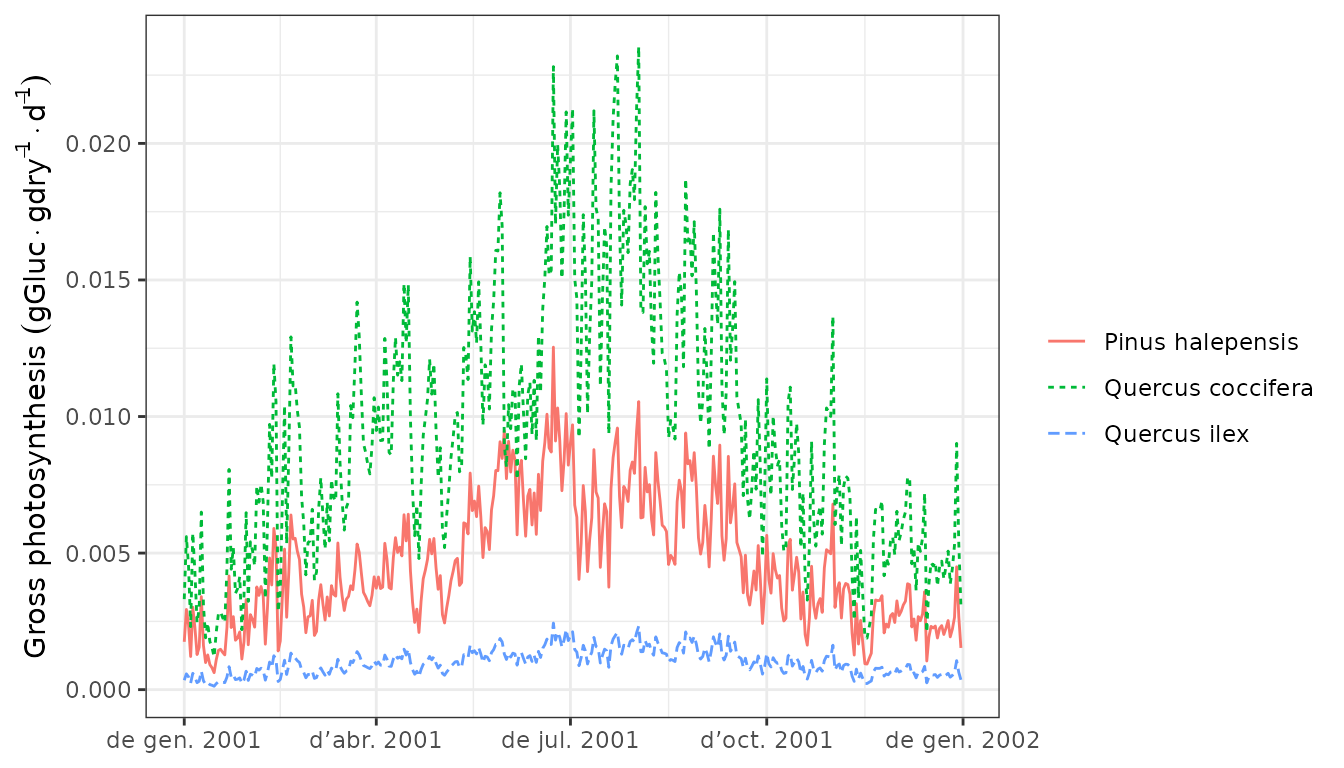 Gross photosynthesis (gGluc · gdry⁻¹ · d⁻¹)
0.020
0.015
0.010
0.005
0.000
de gen. 2001 d’abr. 2001 de jul. 2001 d’oct. 2001 de gen. 2002
Pinus halepensis
Quercus coccifera
Quercus ilex